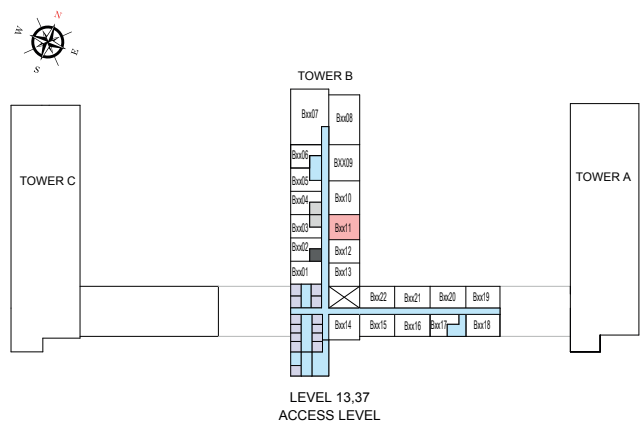 N
W
E
S
TOWER B
Bxx07
Bxx08
Bxx06
BXX09
Bxx05
TOWER C
TOWER A
Bxx04
Bxx10
Bxx03
Bxx11
Bxx02
Bxx12
Bxx01
Bxx13
Bxx22
Bxx21
Bxx20
Bxx19
Bxx14
Bxx15
Bxx16
Bxx17
Bxx18
LEVEL 13,37
ACCESS LEVEL